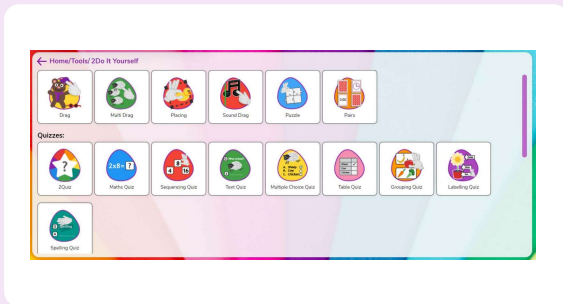 ← Home/Tools/ 2Do It Yourself
Drag
Multi Drag
Placing
Sound Drag
Puzzle
Pairs
Quizzes:
?
2x8= ?
2Quiz
Maths Quiz
Sequencing Quiz
Text Quiz
Multiple Choice Quiz
Table Quiz
Grouping Quiz
Labelling Quiz
Spelling Quiz